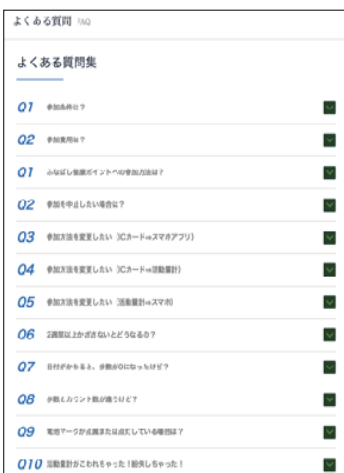 よくある質問 FAQ
よくある質問集
Q1 参加条件は？
Q2 参加費用は？
Q1 ふなばし健康ポイントへの参加方法は？
Q2 参加を中止したい場合は？
Q3 参加方法を変更したい（ICカード⇒スマホアプリ）
Q4 参加方法を変更したい（ICカード⇒活動量計）
Q5 参加方法を変更したい（活動量計⇒スマホ）
Q6 2週間以上かざさないとどうなるの？
Q7 日付がかわると、歩数が0になったけど？
Q8 歩数とカウント数が違うけど？
Q9 電池マークが点滅または点灯している場合は？
Q10 活動量計がこわれちゃった！紛失しちゃった！